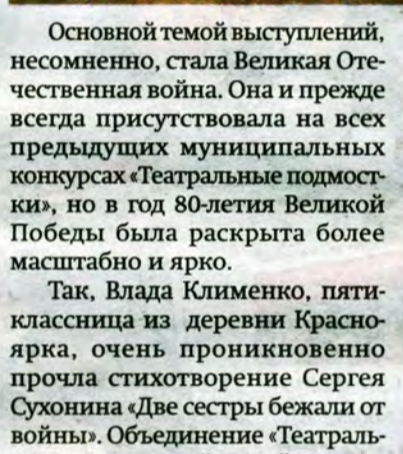 Основной темой выступлений,
несомненно, стала Великая Оте-
чественная война. Она и прежде
всегда присутствовала на всех
предыдущих муниципальных
конкурсах «Театральные подмост-
ки», но в год 80-летия Великой
Победы была раскрыта более
масштабно и ярко.
Так, Влада Клименко, пяти-
классница из деревни Красно-
ярка, очень проникновенно
прочла стихотворение Сергея
Сухонина «Две сестры бежали от
войны». Объединение «Театраль-